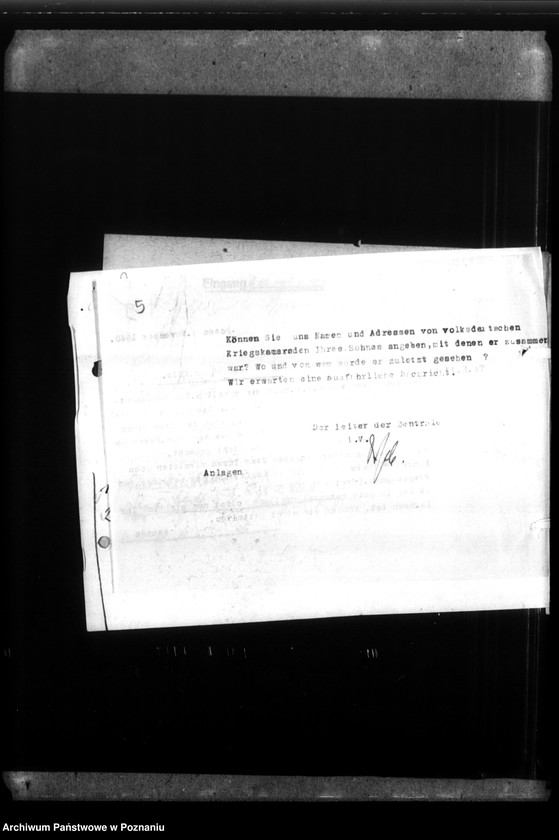 5
Können Sie uns Namen und Adressen von volksdeutschen
Kriegskameraden Ihres Sohnes angeben, mit denen er zusammen
war? Wo und von wem wurde er zuletzt gesehen ?
Wir erwarten eine ausführliche Nachricht.
Der Leiter der Zentrale
i.V.
Anlagen
Archiwum Państwowe w Poznaniu